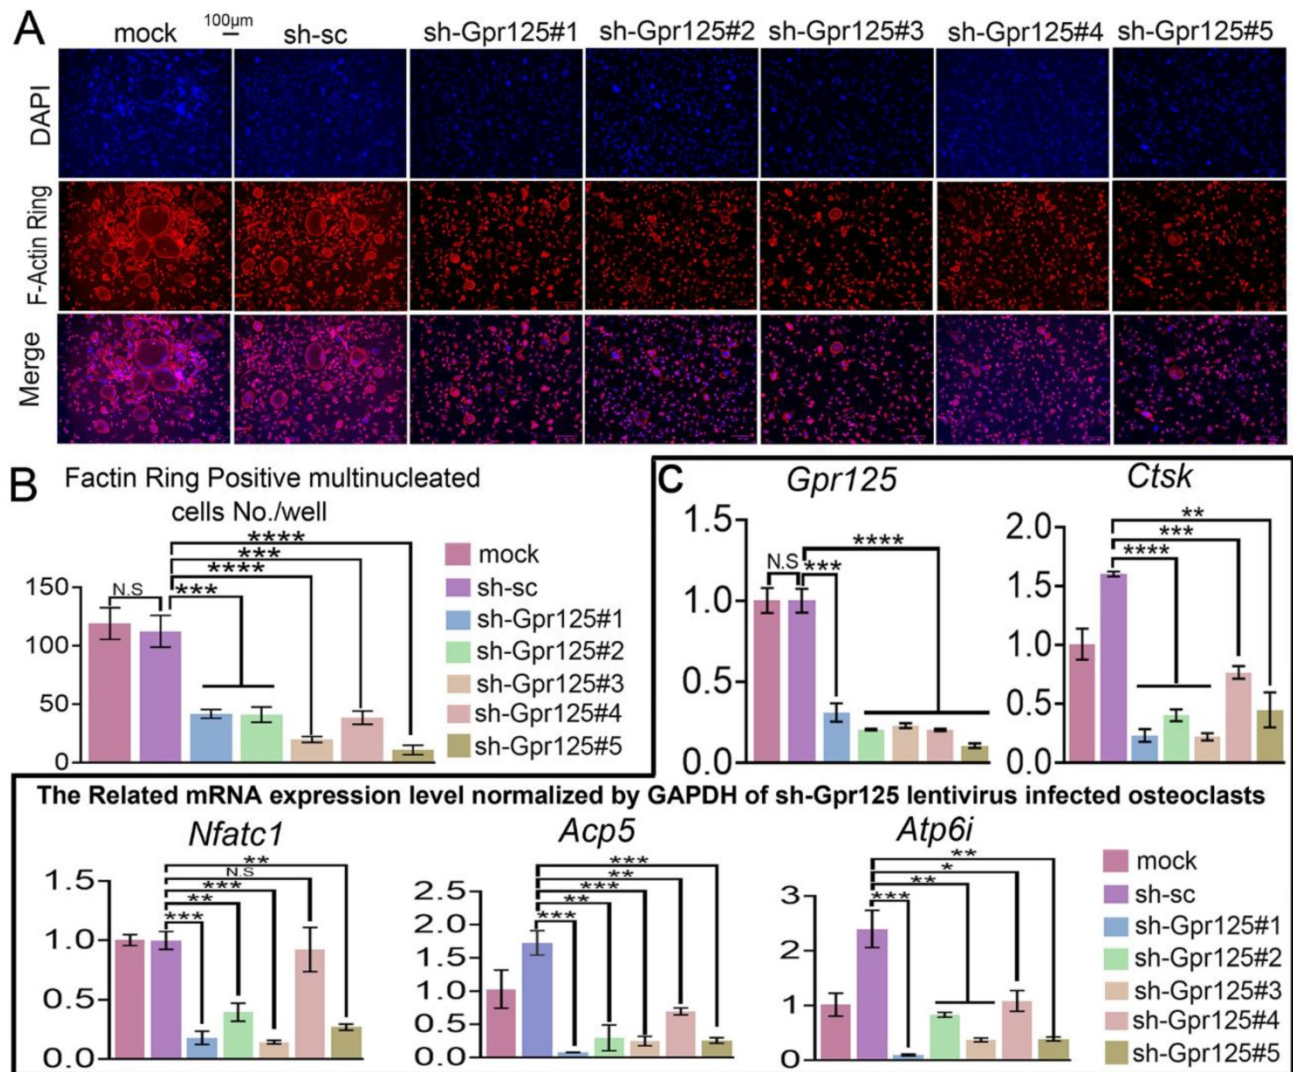 A
mock
100μm
sh-sc
sh-Gpr125#1
sh-Gpr125#2
sh-Gpr125#3
sh-Gpr125#4
sh-Gpr125#5
DAPI
F-Actin Ring
Merge
B
Factin Ring Positive multinucleated
cells No./well
150
100
50
0
N.S
***
****
***
****
mock
sh-sc
sh-Gpr125#1
sh-Gpr125#2
sh-Gpr125#3
sh-Gpr125#4
sh-Gpr125#5
C
Gpr125
1.5
1.0
0.5
0.0
N.S
***
****
Ctsk
2.0
1.5
1.0
0.5
0.0
**
***
****
The Related mRNA expression level normalized by GAPDH of sh-Gpr125 lentivirus infected osteoclasts
Nfatc1
1.5
1.0
0.5
0.0
**
N.S
***
**
***
Acp5
2.5
2.0
1.5
1.0
0.5
0.0
***
**
***
**
***
Atp6i
3
2
1
0
**
*
**
***
mock
sh-sc
sh-Gpr125#1
sh-Gpr125#2
sh-Gpr125#3
sh-Gpr125#4
sh-Gpr125#5